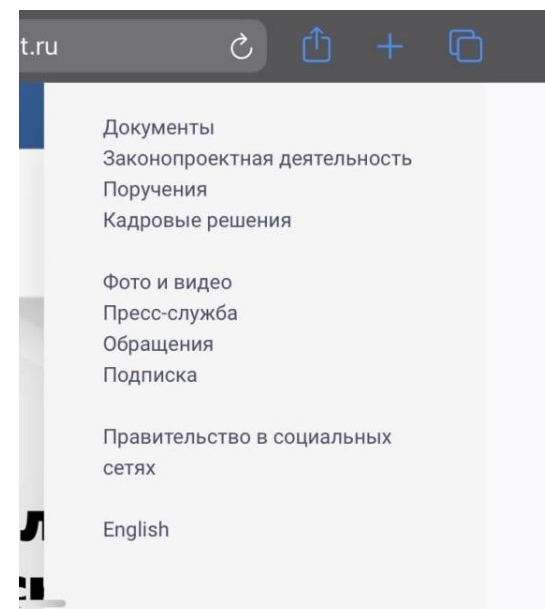 t.ru
Документы
Законопроектная деятельность
Поручения
Кадровые решения
Фото и видео
Пресс-служба
Обращения
Подписка
Правительство в социальных
сетях
English